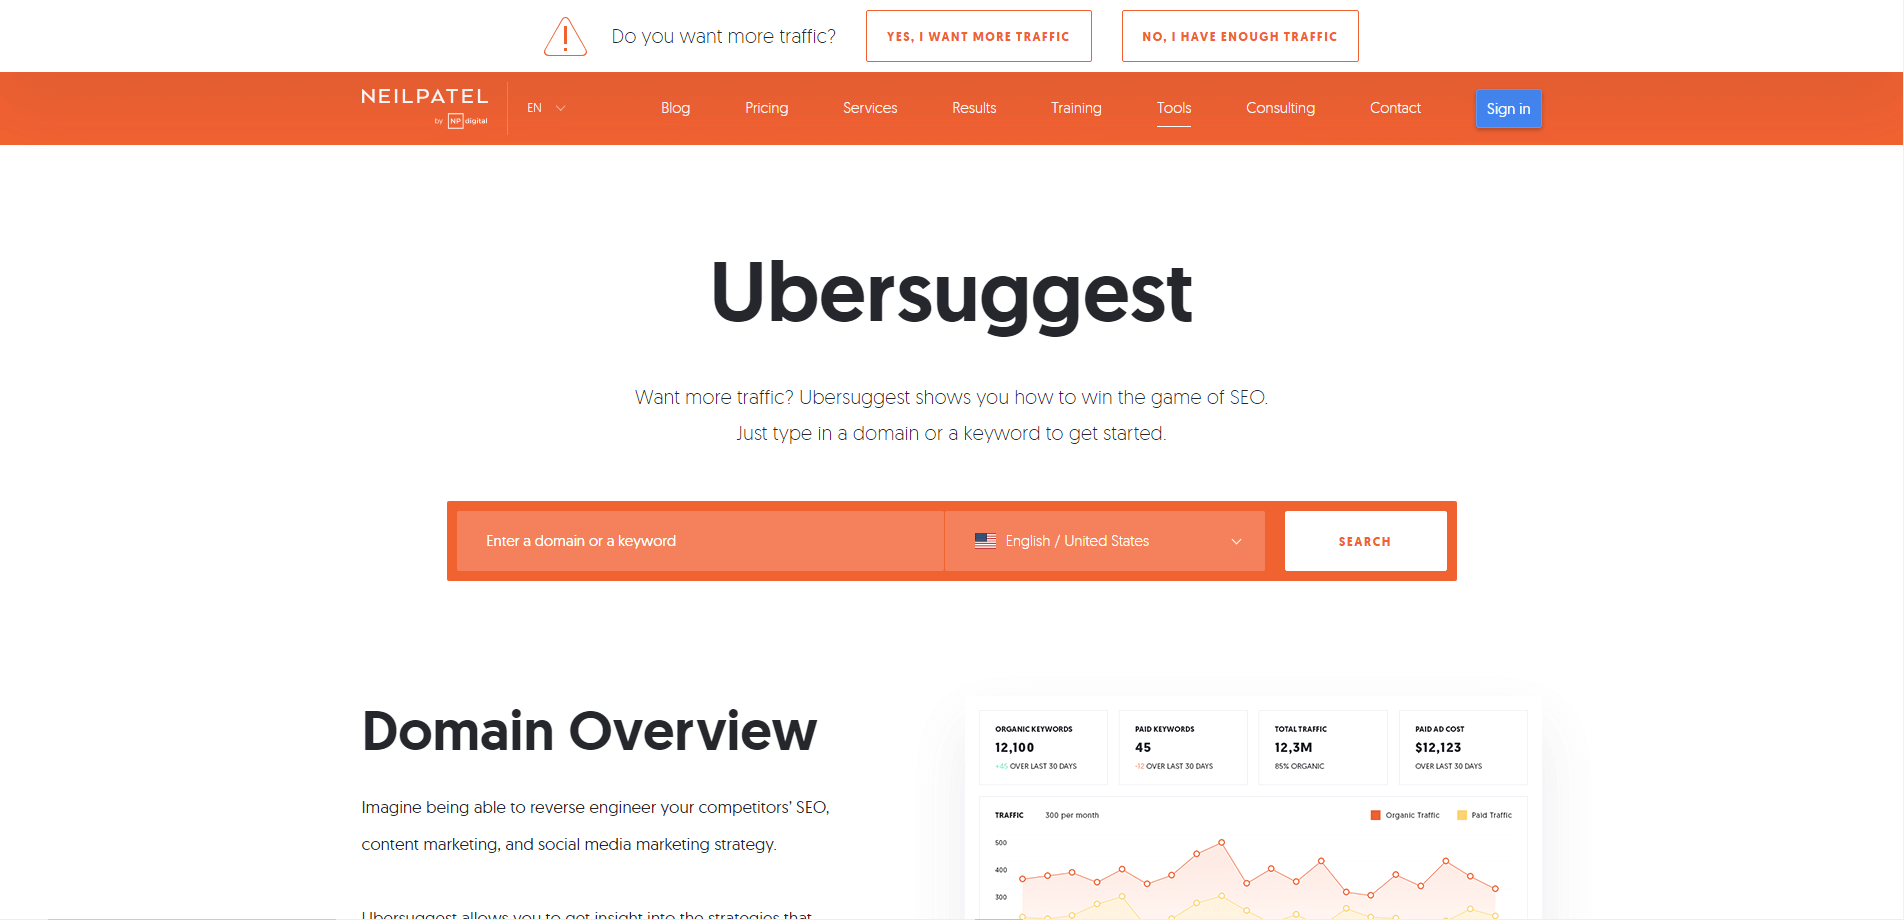 Do you want more traffic?
YES, I WANT MORE TRAFFIC
NO, I HAVE ENOUGH TRAFFIC
NEILPATEL
by NP digital
EN
Blog
Pricing
Services
Results
Training
Tools
Consulting
Contact
Sign in
Ubersuggest
Want more traffic? Ubersuggest shows you how to win the game of SEO.
Just type in a domain or a keyword to get started.
Enter a domain or a keyword
English / United States
SEARCH
Domain Overview
Imagine being able to reverse engineer your competitors’ SEO,
content marketing, and social media marketing strategy.
Ubersuggest allows you to get insight into the strategies that
ORGANIC KEYWORDS
12,100
+45 OVER LAST 30 DAYS
PAID KEYWORDS
45
-12 OVER LAST 30 DAYS
TOTAL TRAFFIC
12,3M
85% ORGANIC
PAID AD COST
$12,123
OVER LAST 30 DAYS
TRAFFIC
300 per month
Organic Traffic
Paid Traffic
500
400
300